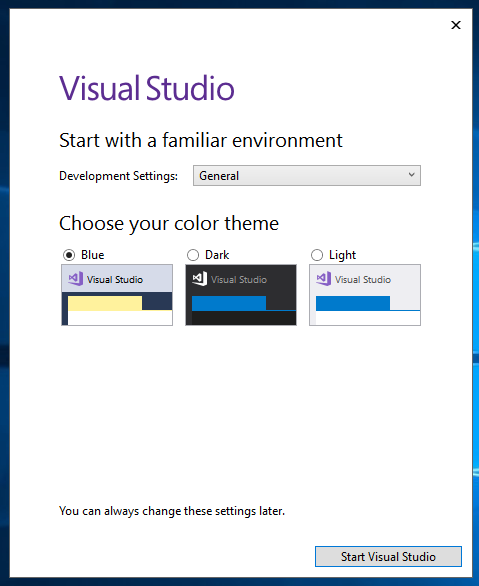 Visual Studio
Start with a familiar environment
Development Settings: General
Choose your color theme
Blue Dark Light
Visual Studio Visual Studio Visual Studio
You can always change these settings later.
Start Visual Studio